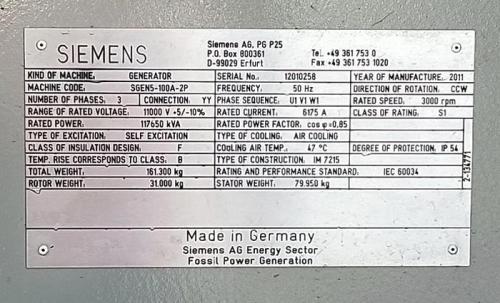 SIEMENS
Siemens AG, PG P25
P.O. Box 800361
D-99029 Erfurt
Tel. +49 361 753 0
Fax +49 361 753 1020
KIND OF MACHINE: GENERATOR SERIAL No.: 12010258 YEAR OF MANUFACTURE: 2011
MACHINE CODE: SGEN5-100A-2P FREQUENCY: 50 Hz DIRECTION OF ROTATION: CCW
NUMBER OF PHASES: 3 CONNECTION: YY PHASE SEQUENCE: U1 V1 W1 RATED SPEED: 3000 rpm
RANGE OF RATED VOLTAGE: 11000 V +5/-10% RATED CURRENT: 6175 A CLASS OF RATING: S1
RATED POWER: 117650 kVA RATED POWER FACTOR: cos φ=0,85
TYPE OF EXCITATION: SELF EXCITATION TYPE OF COOLING: AIR COOLING
CLASS OF INSULATION DESIGN: F COOLING AIR TEMP.: 47 °C DEGREE OF PROTECTION: IP 54
TEMP. RISE CORRESPONDS TO CLASS: B TYPE OF CONSTRUCTION: IM 7215
TOTAL WEIGHT: 161.300 kg RATING AND PERFORMANCE STANDARD: IEC 60034
ROTOR WEIGHT: 31.000 kg STATOR WEIGHT: 79.950 kg
Made in Germany
Siemens AG Energy Sector
Fossil Power Generation